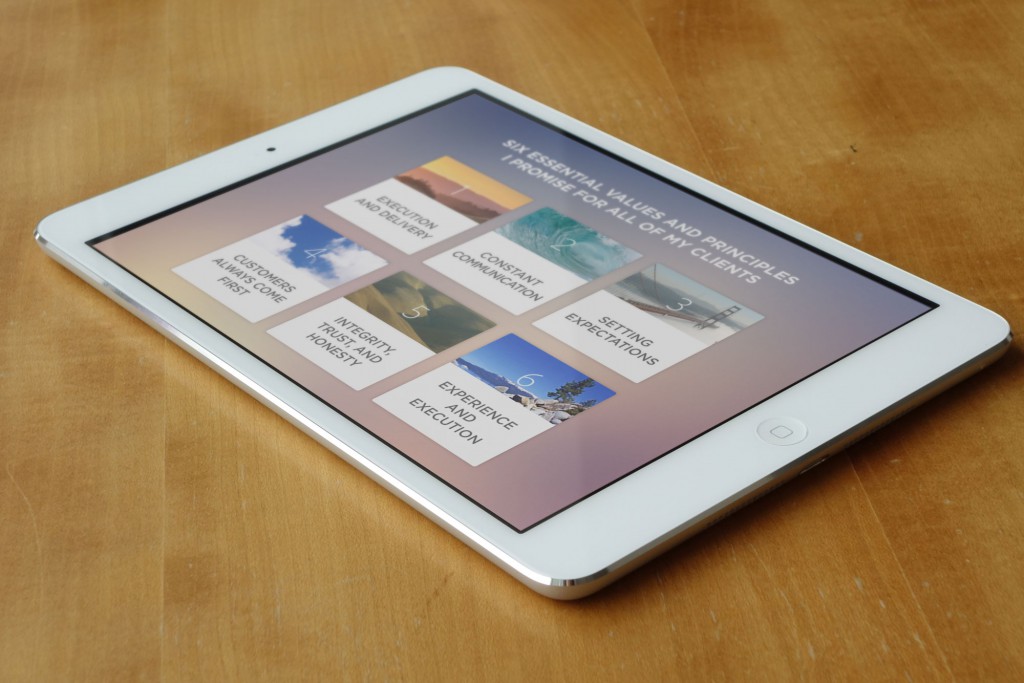 SIX ESSENTIAL VALUES AND PRINCIPLES
I PROMISE FOR ALL OF MY CLIENTS
1
EXECUTION
AND DELIVERY
2
CONSTANT
COMMUNICATION
3
SETTING
EXPECTATIONS
4
CUSTOMERS
ALWAYS COME
FIRST
5
INTEGRITY,
TRUST, AND
HONESTY
6
EXPERIENCE
AND
EXECUTION